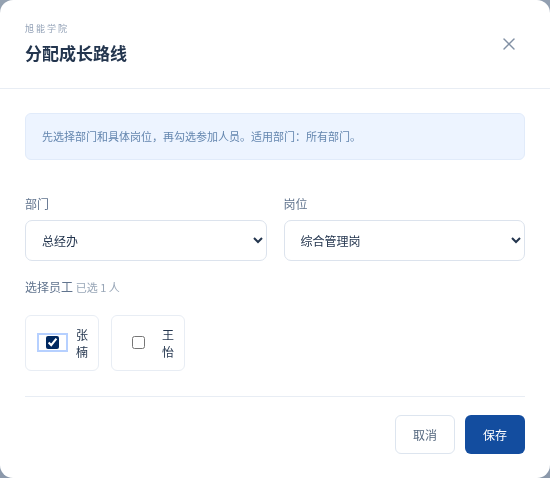 旭能学院
分配成长路线
先选择部门和具体岗位，再勾选参加人员。适用部门：所有部门。
部门
岗位
总经办
综合管理岗
选择员工 已选 1 人
张
楠
王
怡
取消
保存